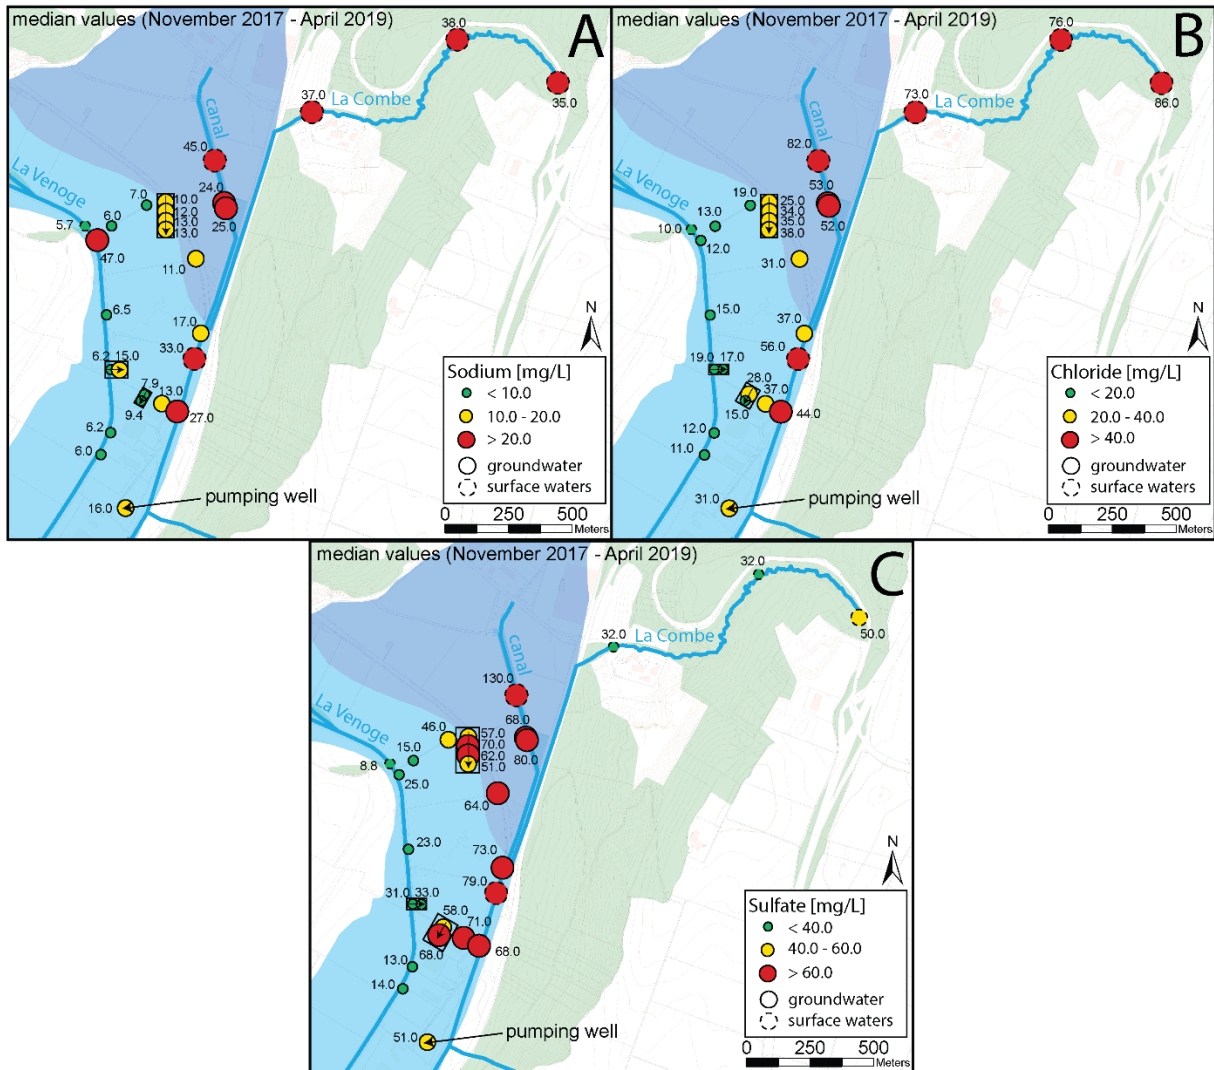 median values (November 2017 - April 2019)
A
38.0
35.0
37.0
La Combe
canal
45.0
La Venoge
7.0
24.0
10.0
12.0
13.0
13.0
25.0
5.7
6.0
47.0
11.0
6.5
17.0
33.0
6.2
15.0
7.9
13.0
9.4
27.0
6.2
6.0
16.0
pumping well
N
Sodium [mg/L]
< 10.0
10.0 - 20.0
> 20.0
groundwater
surface waters
0 250 500
Meters
median values (November 2017 - April 2019)
B
76.0
86.0
73.0
La Combe
canal
82.0
La Venoge
19.0
53.0
25.0
34.0
35.0
38.0
52.0
10.0
13.0
12.0
31.0
15.0
37.0
56.0
19.0
17.0
28.0
37.0
15.0
44.0
12.0
11.0
31.0
pumping well
N
Chloride [mg/L]
< 20.0
20.0 - 40.0
> 40.0
groundwater
surface waters
0 250 500
Meters
median values (November 2017 - April 2019)
C
32.0
50.0
32.0
La Combe
canal
130.0
La Venoge
46.0
68.0
57.0
70.0
62.0
51.0
80.0
15.0
8.8
25.0
64.0
23.0
73.0
79.0
31.0
33.0
58.0
71.0
68.0
68.0
13.0
14.0
51.0
pumping well
N
Sulfate [mg/L]
< 40.0
40.0 - 60.0
> 60.0
groundwater
surface waters
0 250 500
Meters